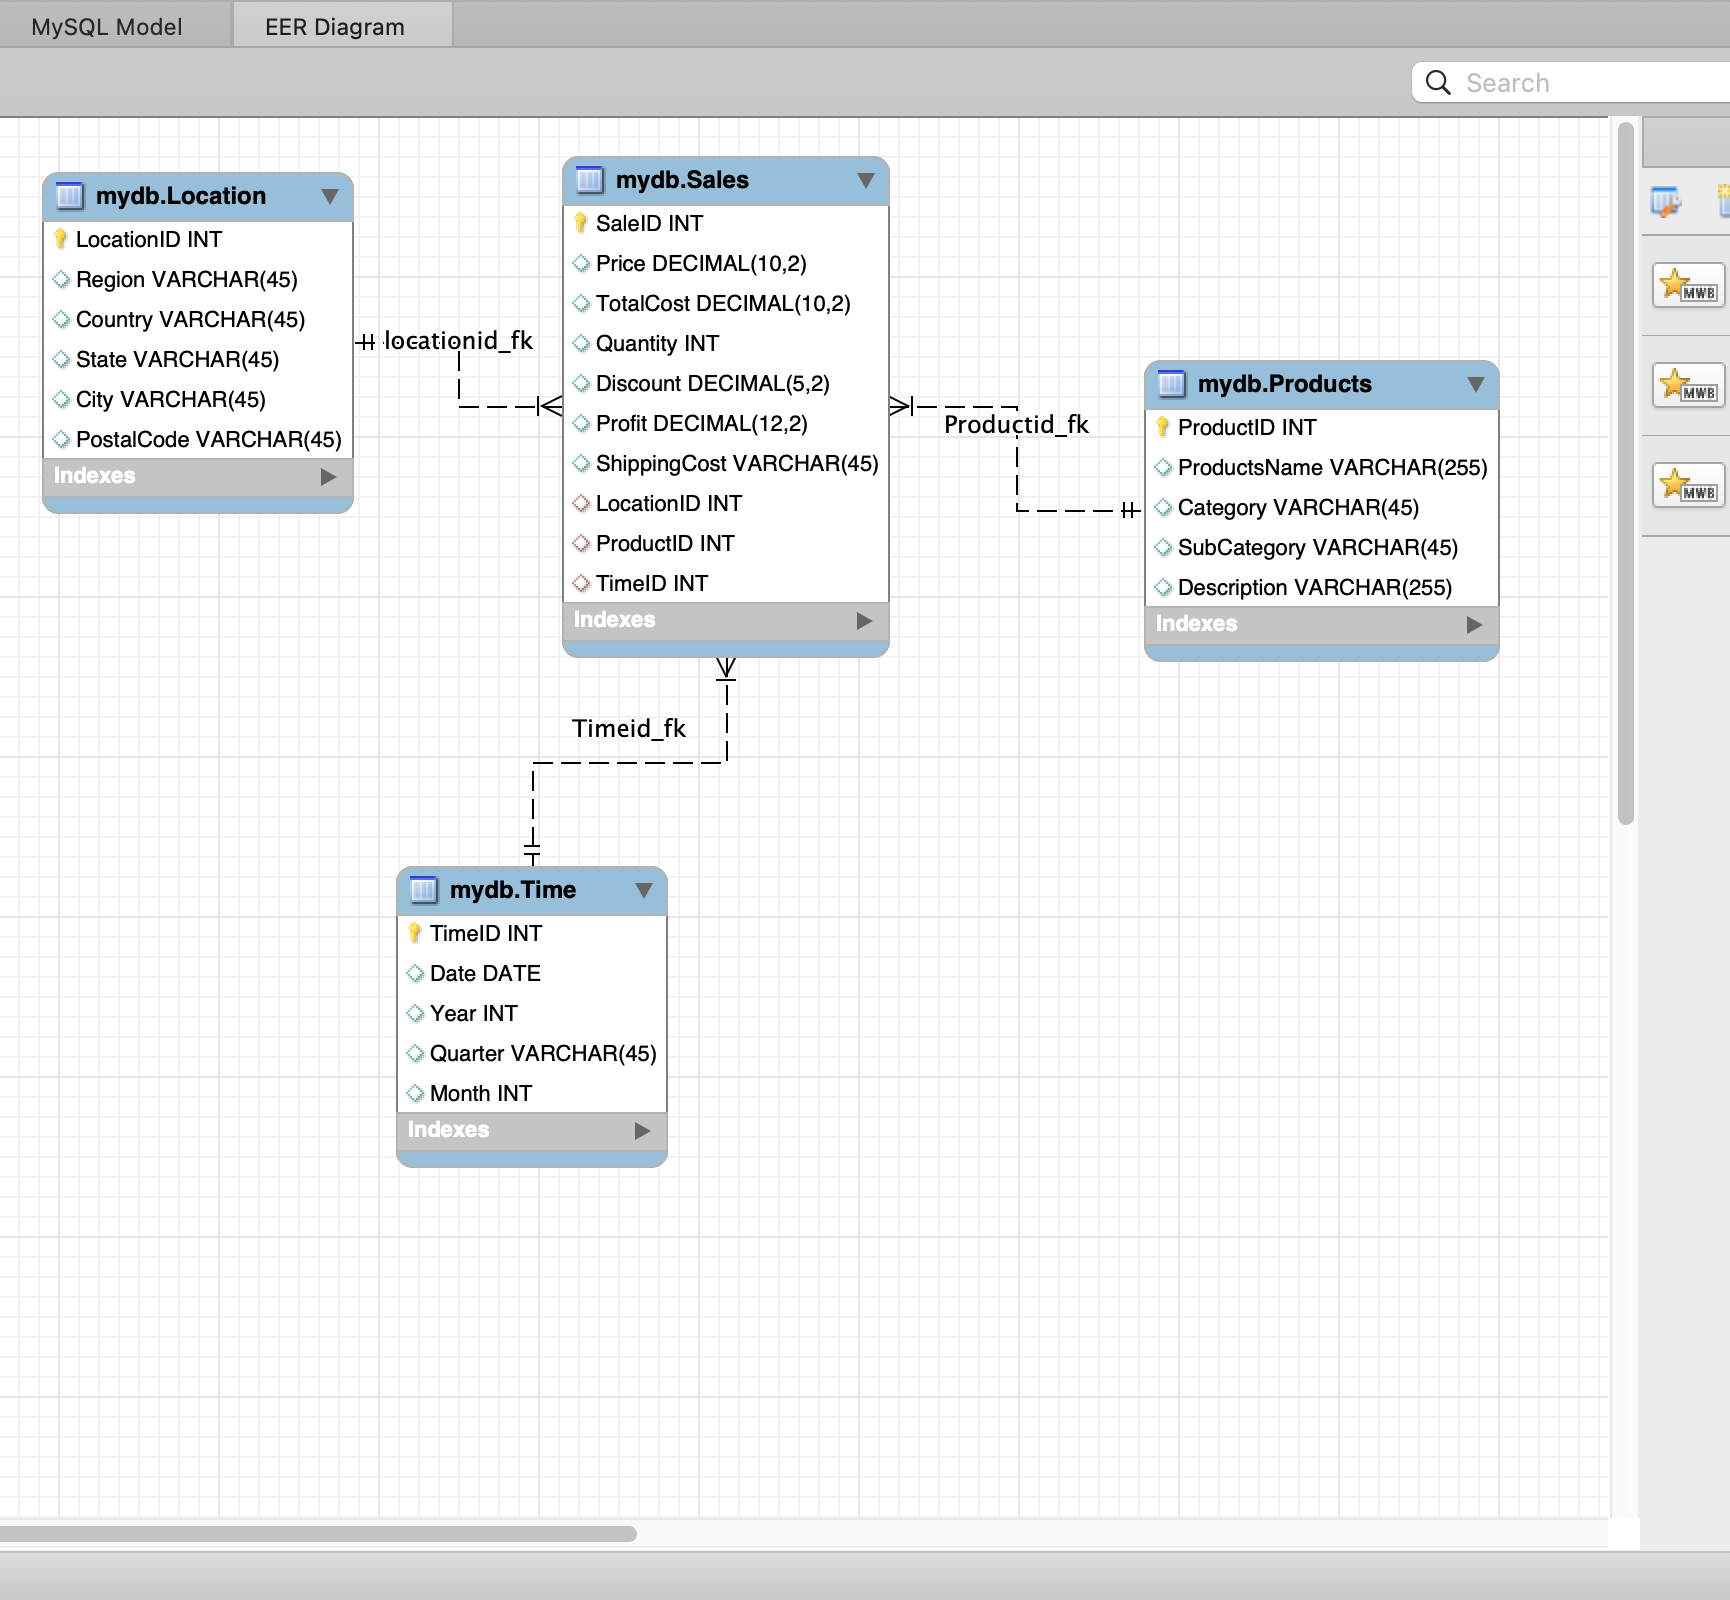 MySQL Model
EER Diagram
Search
mydb.Location
LocationID INT
Region VARCHAR(45)
Country VARCHAR(45)
State VARCHAR(45)
City VARCHAR(45)
PostalCode VARCHAR(45)
Indexes
locationid_fk
mydb.Sales
SaleID INT
Price DECIMAL(10,2)
TotalCost DECIMAL(10,2)
Quantity INT
Discount DECIMAL(5,2)
Profit DECIMAL(12,2)
ShippingCost VARCHAR(45)
LocationID INT
ProductID INT
TimeID INT
Indexes
Productid_fk
mydb.Products
ProductID INT
ProductsName VARCHAR(255)
Category VARCHAR(45)
SubCategory VARCHAR(45)
Description VARCHAR(255)
Indexes
Timeid_fk
mydb.Time
TimeID INT
Date DATE
Year INT
Quarter VARCHAR(45)
Month INT
Indexes
MWB
MWB
MWB